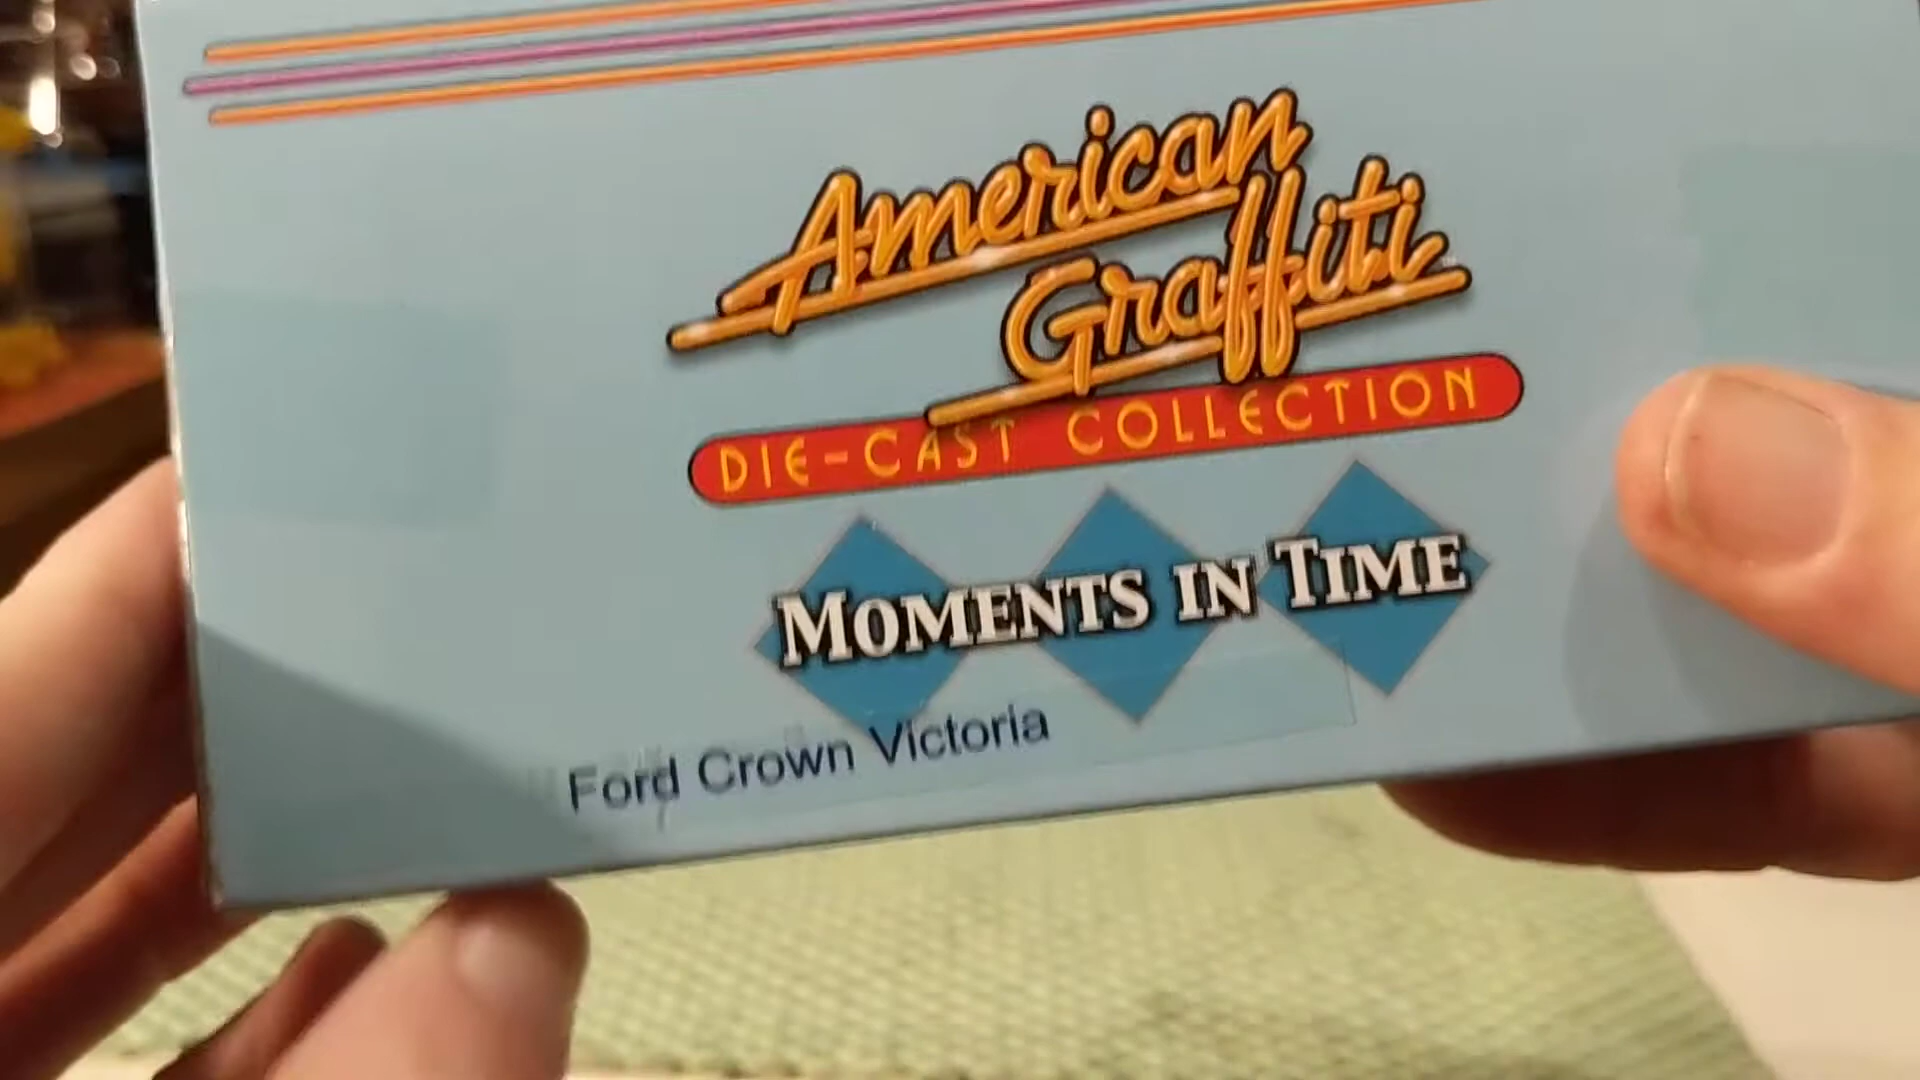 American
Graffiti
DIE-CAST COLLECTION
MOMENTS IN TIME
Ford Crown Victoria